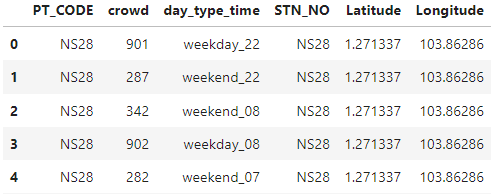 PT_CODE crowd day_type_time STN_NO Latitude Longitude
0 NS28 901 weekday_22 NS28 1.271337 103.86286
1 NS28 287 weekend_22 NS28 1.271337 103.86286
2 NS28 342 weekend_08 NS28 1.271337 103.86286
3 NS28 902 weekday_08 NS28 1.271337 103.86286
4 NS28 282 weekend_07 NS28 1.271337 103.86286